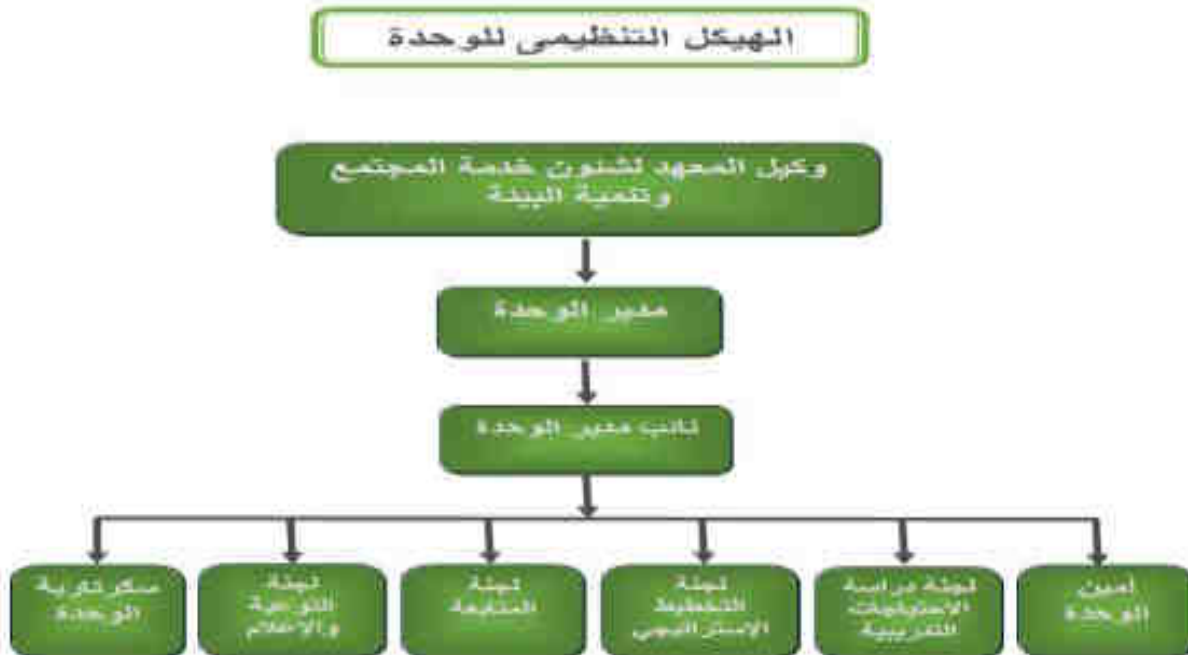 الهيكل التنظيمى للوحدة
وكيل المعهد لشئون خدمة المجتمع
وتنمية البيئة
مدير الوحدة
نائب مدير الوحدة
أمين
الوحدة
لجنة دراسة
الاحتياجات
التدريبية
لجنة
التخطيط
الإستراتيجي
لجنة
المتابعة
لجنة
التوعية
والاعلام
سكرتارية
الوحدة